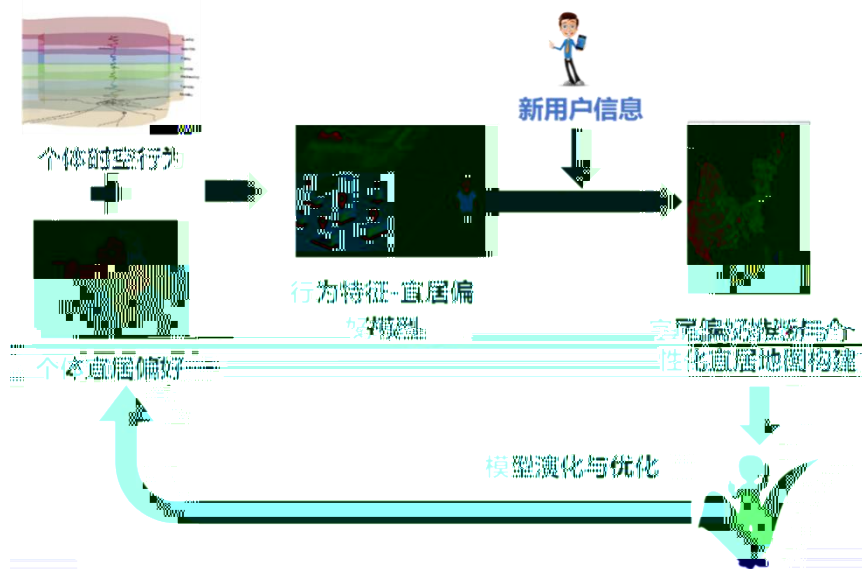 新用户信息
个体时空行为
行为特征-宜居偏
好模型
宜居偏好推断与个
性化宜居地图构建
个体宜居偏好
模型演化与优化